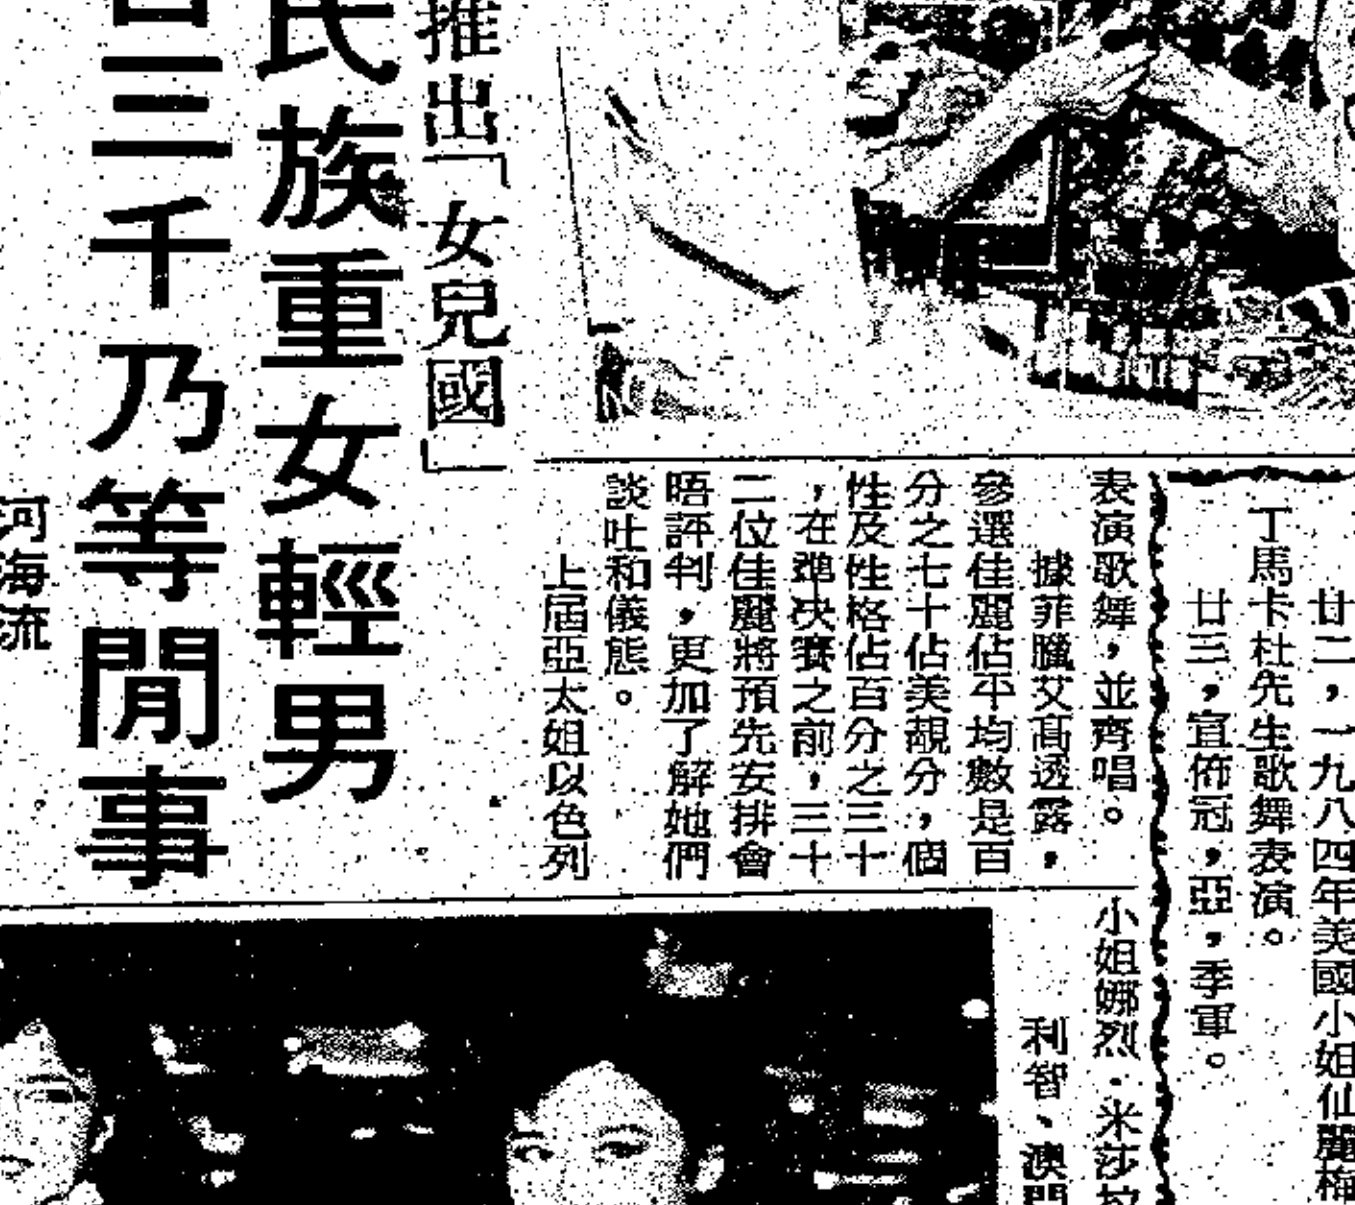 廿二，一九八四年美國小姐仙麗梅
丁馬卡杜先生歌舞表演。
廿三，宣佈冠，亞，季軍。
表演歌舞，並齊唱。
據菲臘艾高透露，
參選佳麗佔平均數是百
分之七十佔美靚分，個
性及性格佔百分之三十
，在準決賽之前，三十
二位佳麗將預先安排會
晤評判，更加了解她們
談吐和儀態。
上屆亞太姐以色列
小姐娜烈·米莎拉
利智、澳門
推出「女兒國」
民族重女輕男
三千乃等閒事
河海流